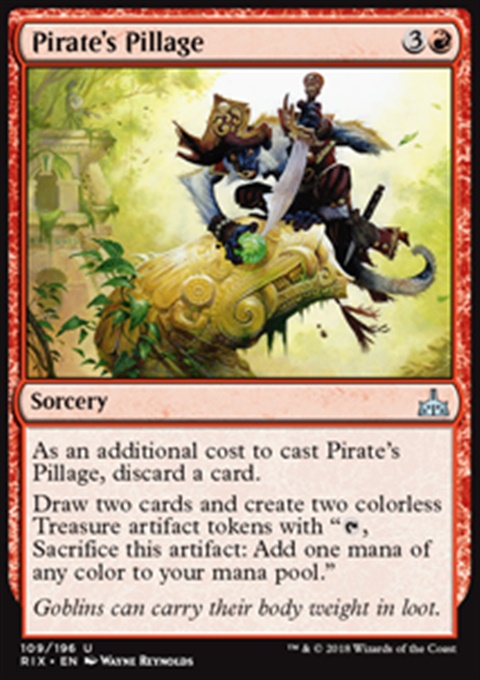 Pirate's Pillage 3
Sorcery
As an additional cost to cast Pirate's
Pillage, discard a card.
Draw two cards and create two colorless
Treasure artifact tokens with “,
Sacrifice this artifact: Add one mana of
any color to your mana pool.”
Goblins can carry their body weight in loot.
109/196 U
RIX • EN Wayne Reynolds
™ & © 2018 Wizards of the Coast